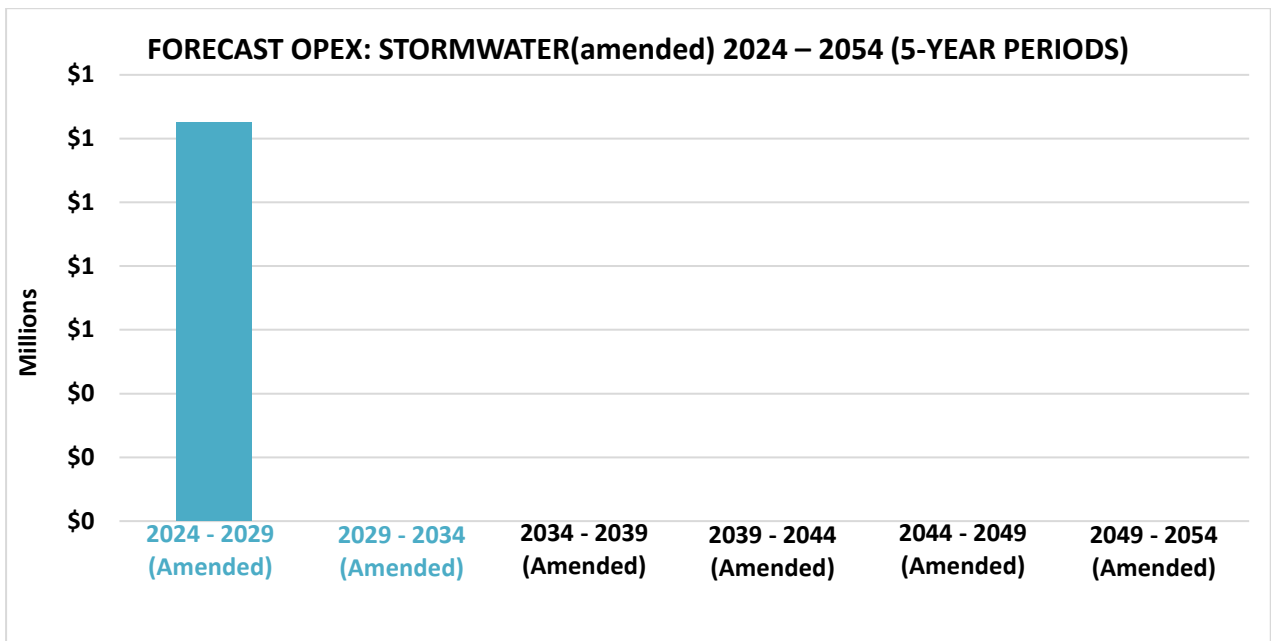 FORECAST OPEX: STORMWATER(amended) 2024 – 2054 (5-YEAR PERIODS)
$1
$1
$1
$1
$1
$0
$0
$0
Millions
2024 - 2029
(Amended)
2029 - 2034
(Amended)
2034 - 2039
(Amended)
2039 - 2044
(Amended)
2044 - 2049
(Amended)
2049 - 2054
(Amended)